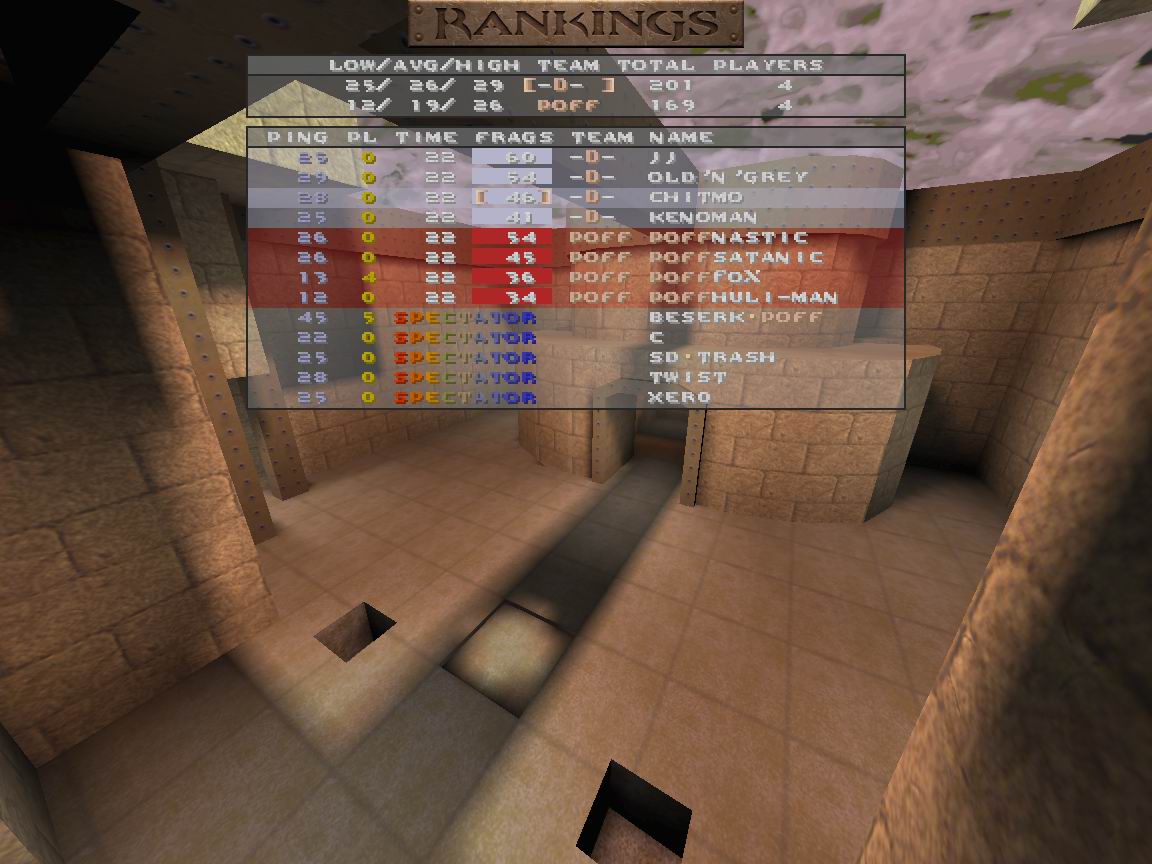 RANKINGS
LOW/AVG/HIGH TEAM TOTAL PLAYERS
25/ 26/ 29 [-D- ] 201 4
12/ 19/ 26 POFF 169 4
PING PL TIME FRAGS TEAM NAME
25 0 22 60 -D- JJ
29 0 22 54 -D- OLD 'N 'GREY
28 0 22 [ 46] -D- CHITMO
25 0 22 41 -D- KENOMAN
26 0 22 54 POFF POFFNASTIC
26 0 22 45 POFF POFFSATANIC
13 4 22 36 POFF POFFFOX
12 0 22 34 POFF POFFHULI-MAN
45 5 SPECTATOR BESERK·POFF
22 0 SPECTATOR C
25 0 SPECTATOR SD·TRASH
28 0 SPECTATOR TWIST
25 0 SPECTATOR XERO